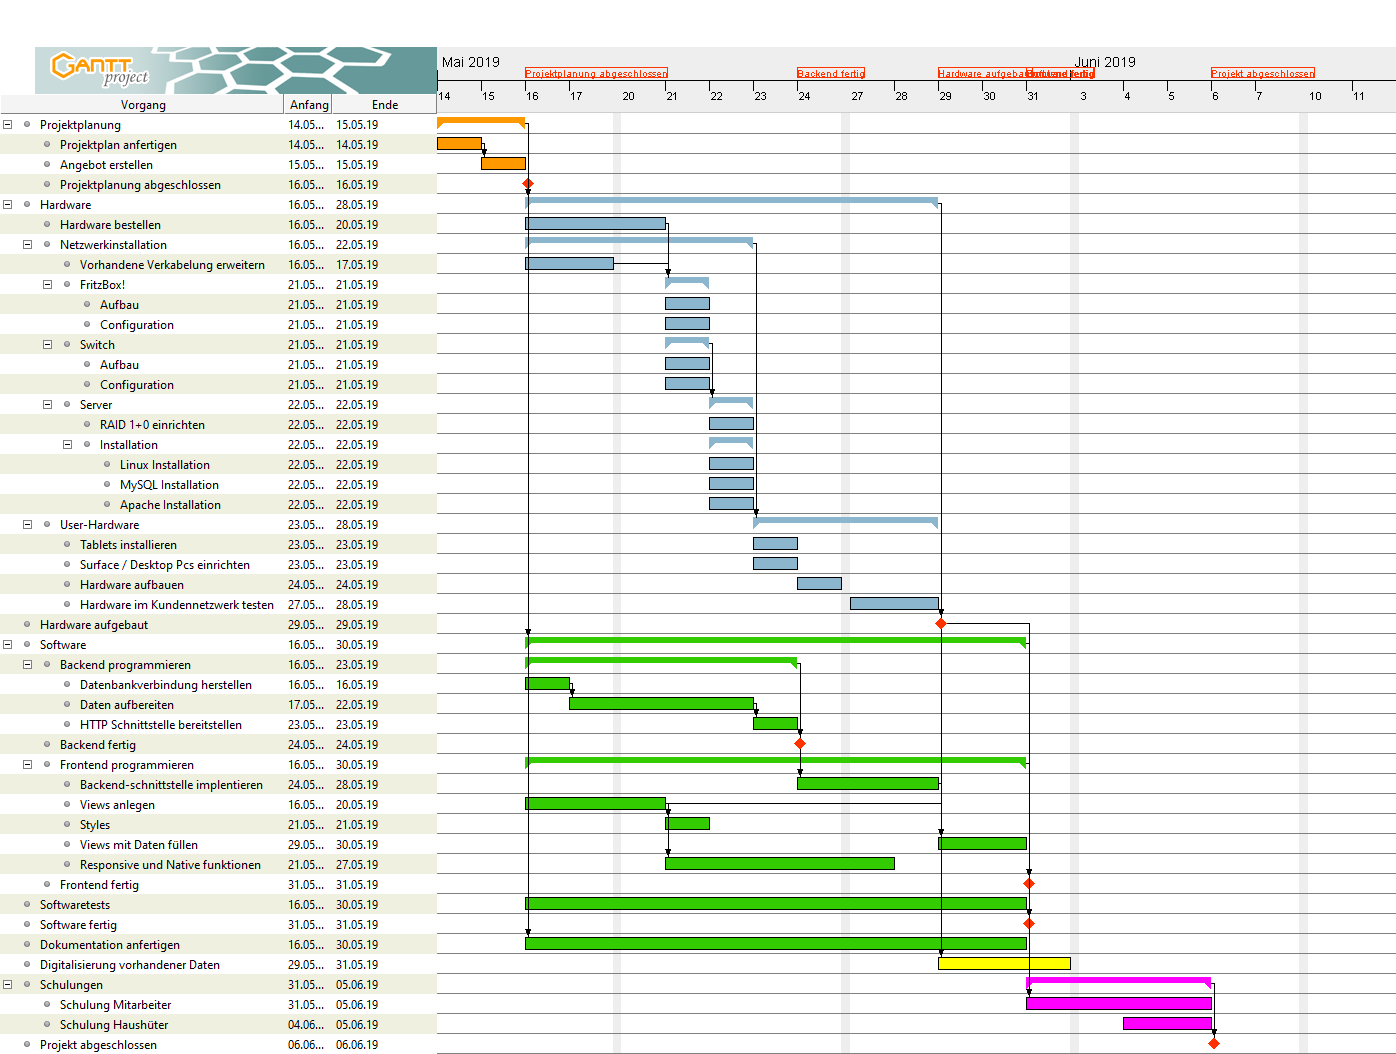 GANTT
project
Mai 2019
Juni 2019
Projektplanung abgeschlossen
Backend fertig
Projekt abgeschlossen
14 15 16 17 20 21 22 23 24 27 28 29 30 31 3 4 5 6 7 10 11
Vorgang Anfang Ende
Projektplanung 14.05... 15.05.19
Projektplan anfertigen 14.05... 14.05.19
Angebot erstellen 15.05... 15.05.19
Projektplanung abgeschlossen 16.05... 16.05.19
Hardware 16.05... 28.05.19
Hardware bestellen 16.05... 20.05.19
Netzwerkinstallation 16.05... 22.05.19
Vorhandene Verkabelung erweitern 16.05... 17.05.19
FritzBox! 21.05... 21.05.19
Aufbau 21.05... 21.05.19
Configuration 21.05... 21.05.19
Switch 21.05... 21.05.19
Aufbau 21.05... 21.05.19
Configuration 21.05... 21.05.19
Server 22.05... 22.05.19
RAID 1+0 einrichten 22.05... 22.05.19
Installation 22.05... 22.05.19
Linux Installation 22.05... 22.05.19
MySQL Installation 22.05... 22.05.19
Apache Installation 22.05... 22.05.19
User-Hardware 23.05... 28.05.19
Tablets installieren 23.05... 23.05.19
Surface / Desktop Pcs einrichten 23.05... 23.05.19
Hardware aufbauen 24.05... 24.05.19
Hardware im Kundennetzwerk testen 27.05... 28.05.19
Hardware aufgebaut 29.05... 29.05.19
Software 16.05... 30.05.19
Backend programmieren 16.05... 23.05.19
Datenbankverbindung herstellen 16.05... 16.05.19
Daten aufbereiten 17.05... 22.05.19
HTTP Schnittstelle bereitstellen 23.05... 23.05.19
Backend fertig 24.05... 24.05.19
Frontend programmieren 16.05... 30.05.19
Backend-schnittstelle implentieren 24.05... 28.05.19
Views anlegen 16.05... 20.05.19
Styles 21.05... 21.05.19
Views mit Daten füllen 29.05... 30.05.19
Responsive und Native funktionen 21.05... 27.05.19
Frontend fertig 31.05... 31.05.19
Softwaretests 16.05... 30.05.19
Software fertig 31.05... 31.05.19
Dokumentation anfertigen 16.05... 30.05.19
Digitalisierung vorhandener Daten 29.05... 31.05.19
Schulungen 31.05... 05.06.19
Schulung Mitarbeiter 31.05... 05.06.19
Schulung Haushüter 04.06... 05.06.19
Projekt abgeschlossen 06.06... 06.06.19